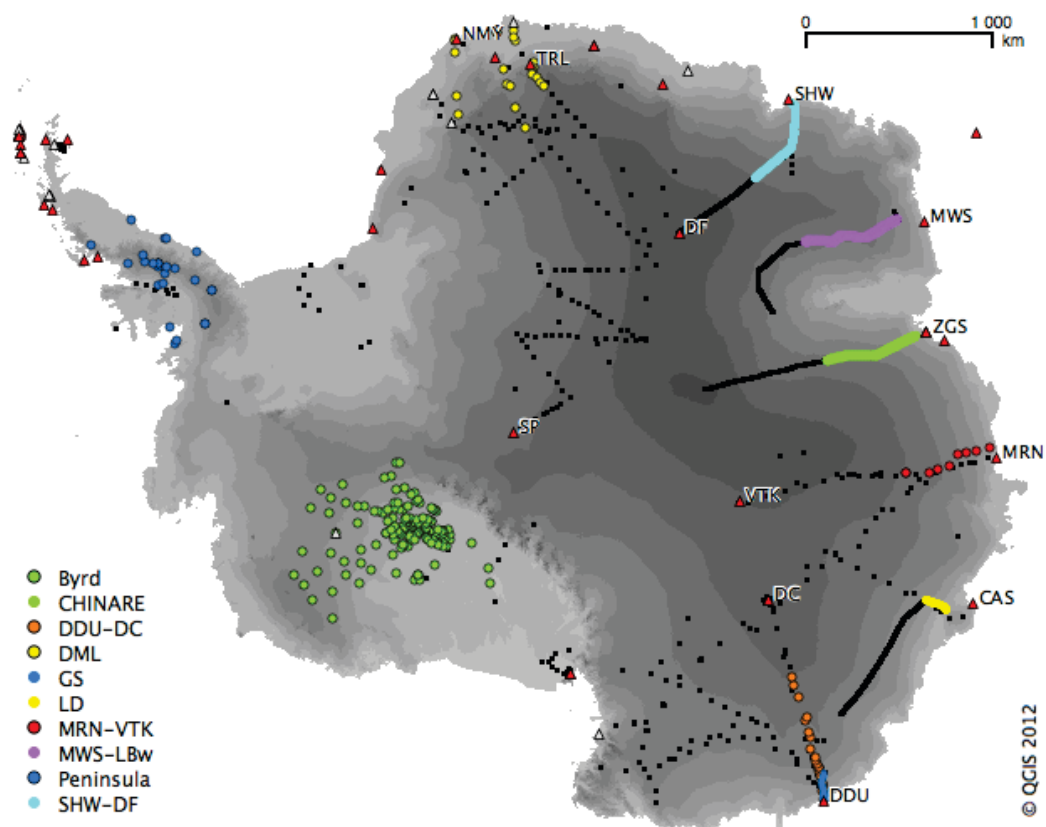 0 1 000
km
NMY
TRL
SHW
DF
MWS
ZGS
SP
MRN
VTK
DC
CAS
DDU
Byrd
CHINARE
DDU-DC
DML
GS
LD
MRN-VTK
MWS-LBw
Peninsula
SHW-DF
© QGIS 2012